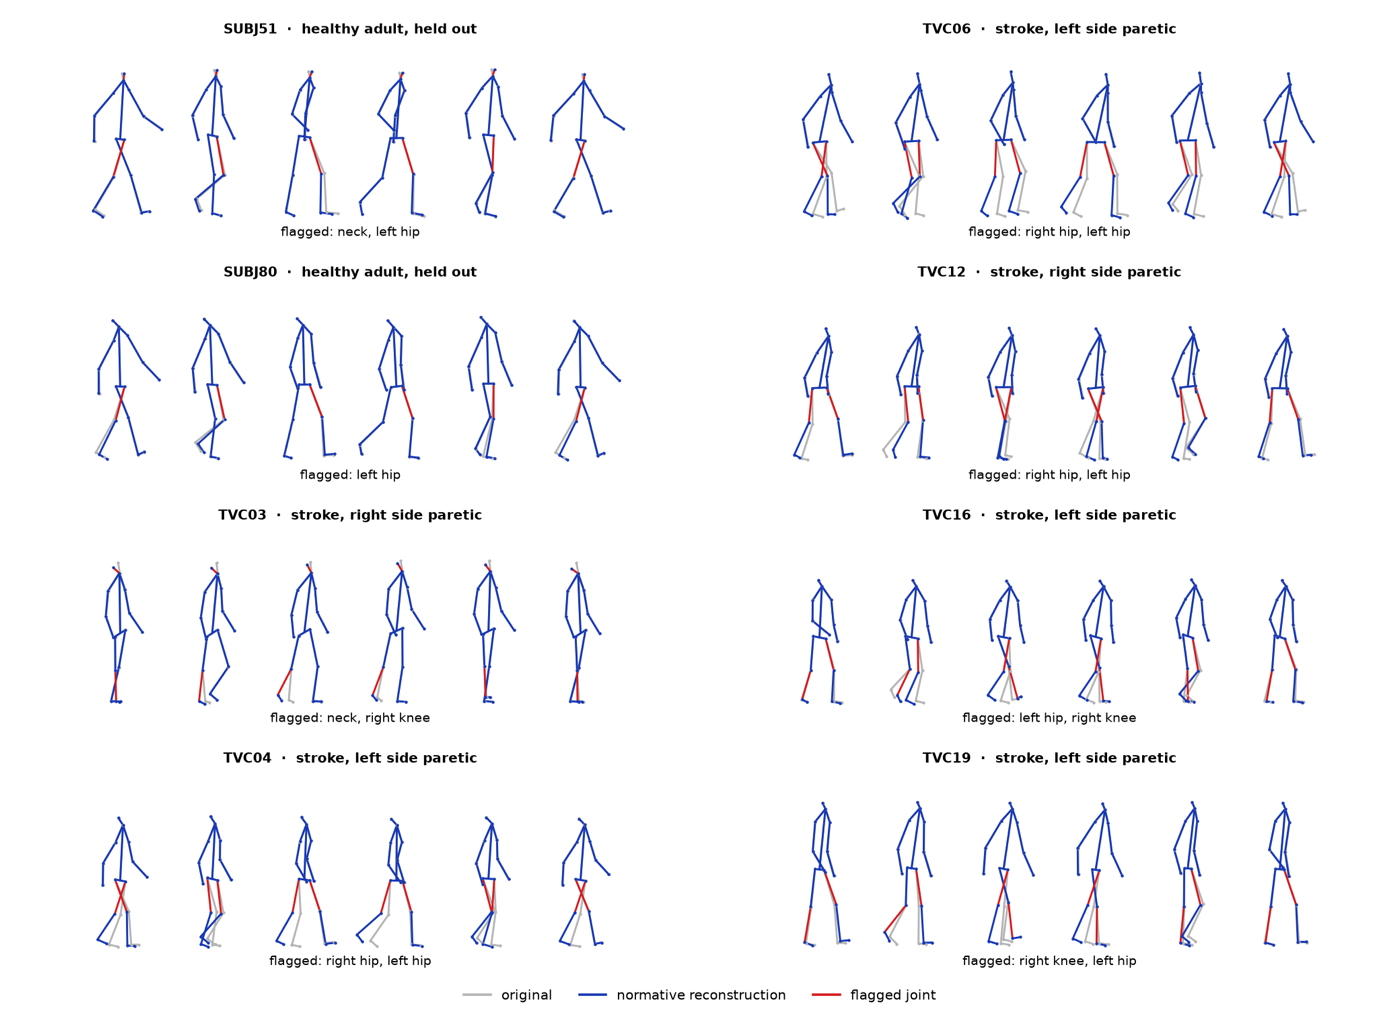 SUBJ51 · healthy adult, held out
TVC06 · stroke, left side paretic
flagged: neck, left hip
flagged: right hip, left hip
SUBJ80 · healthy adult, held out
TVC12 · stroke, right side paretic
flagged: left hip
flagged: right hip, left hip
TVC03 · stroke, right side paretic
TVC16 · stroke, left side paretic
flagged: neck, right knee
flagged: left hip, right knee
TVC04 · stroke, left side paretic
TVC19 · stroke, left side paretic
flagged: right hip, left hip
flagged: right knee, left hip
original
normative reconstruction
flagged joint